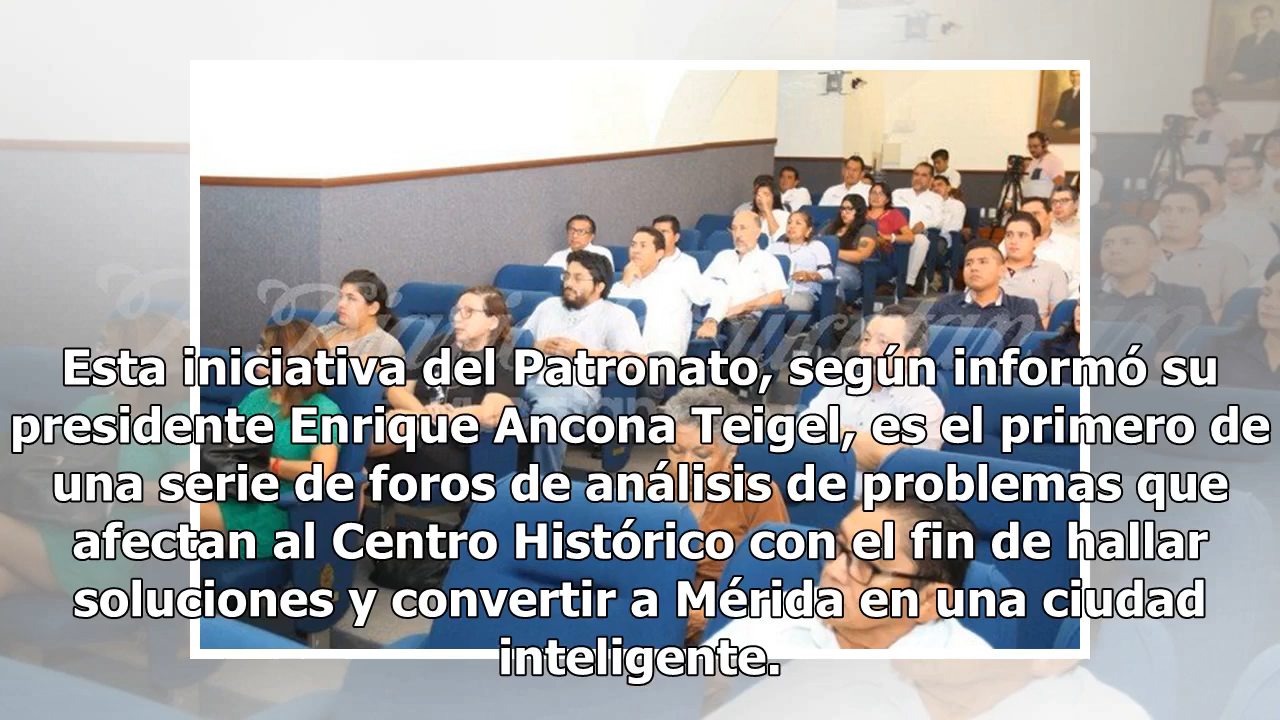 Esta iniciativa del Patronato, según informó su
presidente Enrique Ancona Teigel, es el primero de
una serie de foros de análisis de problemas que
afectan al Centro Histórico con el fin de hallar
soluciones y convertir a Mérida en una ciudad
inteligente.